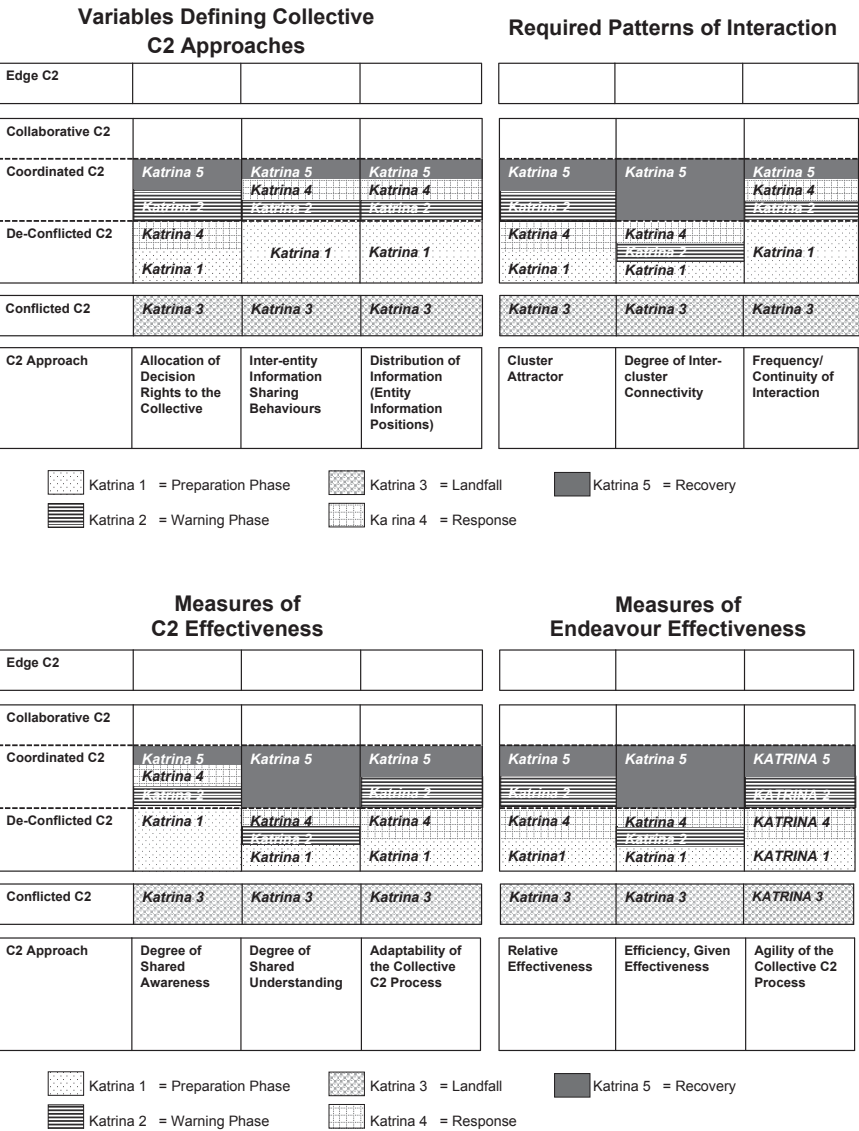 Variables Defining Collective
C2 Approaches
Required Patterns of Interaction
Edge C2
Collaborative C2
Coordinated C2
Katrina 5
Katrina 2
Katrina 5
Katrina 4
Katrina 2
Katrina 5
Katrina 4
Katrina 2
Katrina 5
Katrina 2
Katrina 5
Katrina 5
Katrina 4
Katrina 2
De-Conflicted C2
Katrina 4
Katrina 1
Katrina 1
Katrina 1
Katrina 4
Katrina 1
Katrina 4
Katrina 2
Katrina 1
Katrina 1
Conflicted C2
Katrina 3
Katrina 3
Katrina 3
Katrina 3
Katrina 3
Katrina 3
C2 Approach
Allocation of
Decision
Rights to the
Collective
Inter-entity
Information
Sharing
Behaviours
Distribution of
Information
(Entity
Information
Positions)
Cluster
Attractor
Degree of Inter-
cluster
Connectivity
Frequency/
Continuity of
Interaction
Katrina 1 = Preparation Phase
Katrina 3 = Landfall
Katrina 5 = Recovery
Katrina 2 = Warning Phase
Ka rina 4 = Response
Measures of
C2 Effectiveness
Measures of
Endeavour Effectiveness
Edge C2
Collaborative C2
Coordinated C2
Katrina 5
Katrina 4
Katrina 2
Katrina 5
Katrina 5
Katrina 2
Katrina 5
Katrina 2
Katrina 5
KATRINA 5
KATRINA 2
De-Conflicted C2
Katrina 1
Katrina 4
Katrina 2
Katrina 1
Katrina 4
Katrina 1
Katrina 4
Katrina1
Katrina 4
Katrina 2
Katrina 1
KATRINA 4
KATRINA 1
Conflicted C2
Katrina 3
Katrina 3
Katrina 3
Katrina 3
Katrina 3
KATRINA 3
C2 Approach
Degree of
Shared
Awareness
Degree of
Shared
Understanding
Adaptability of
the Collective
C2 Process
Relative
Effectiveness
Efficiency, Given
Effectiveness
Agility of the
Collective C2
Process
Katrina 1 = Preparation Phase
Katrina 3 = Landfall
Katrina 5 = Recovery
Katrina 2 = Warning Phase
Katrina 4 = Response